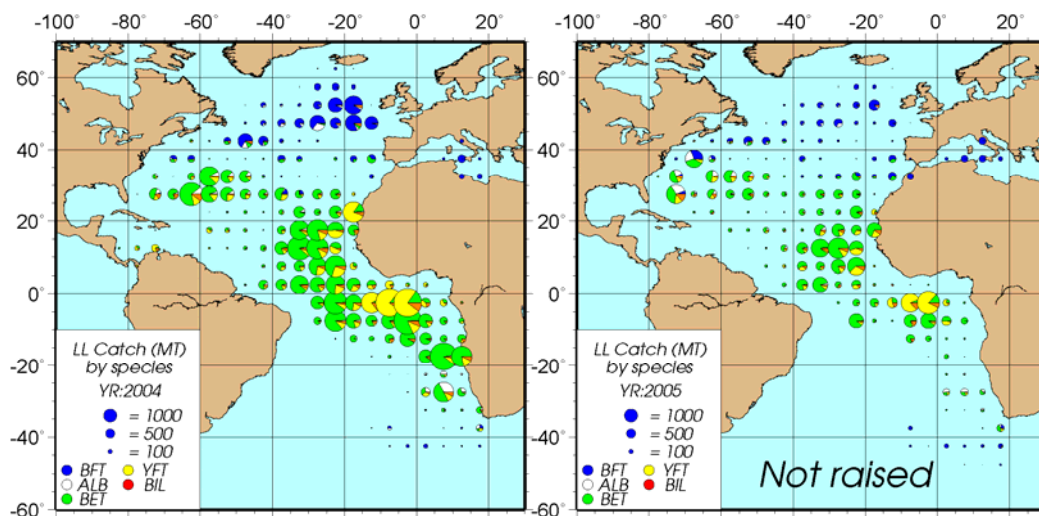 -100 -80 -60 -40 -20 0 20
-100 -80 -60 -40 -20 0 20
60°
40°
20°
0°
-20°
-40°
-60°
LL Catch (MT)
by species
YR:2004
= 1000
= 500
= 100
BFT YFT
ALB BIL
BET
60°
40°
20°
0°
-20°
-40°
-60°
LL Catch (MT)
by species
YR:2005
= 1000
= 500
= 100
BFT YFT
ALB BIL
BET
Not raised